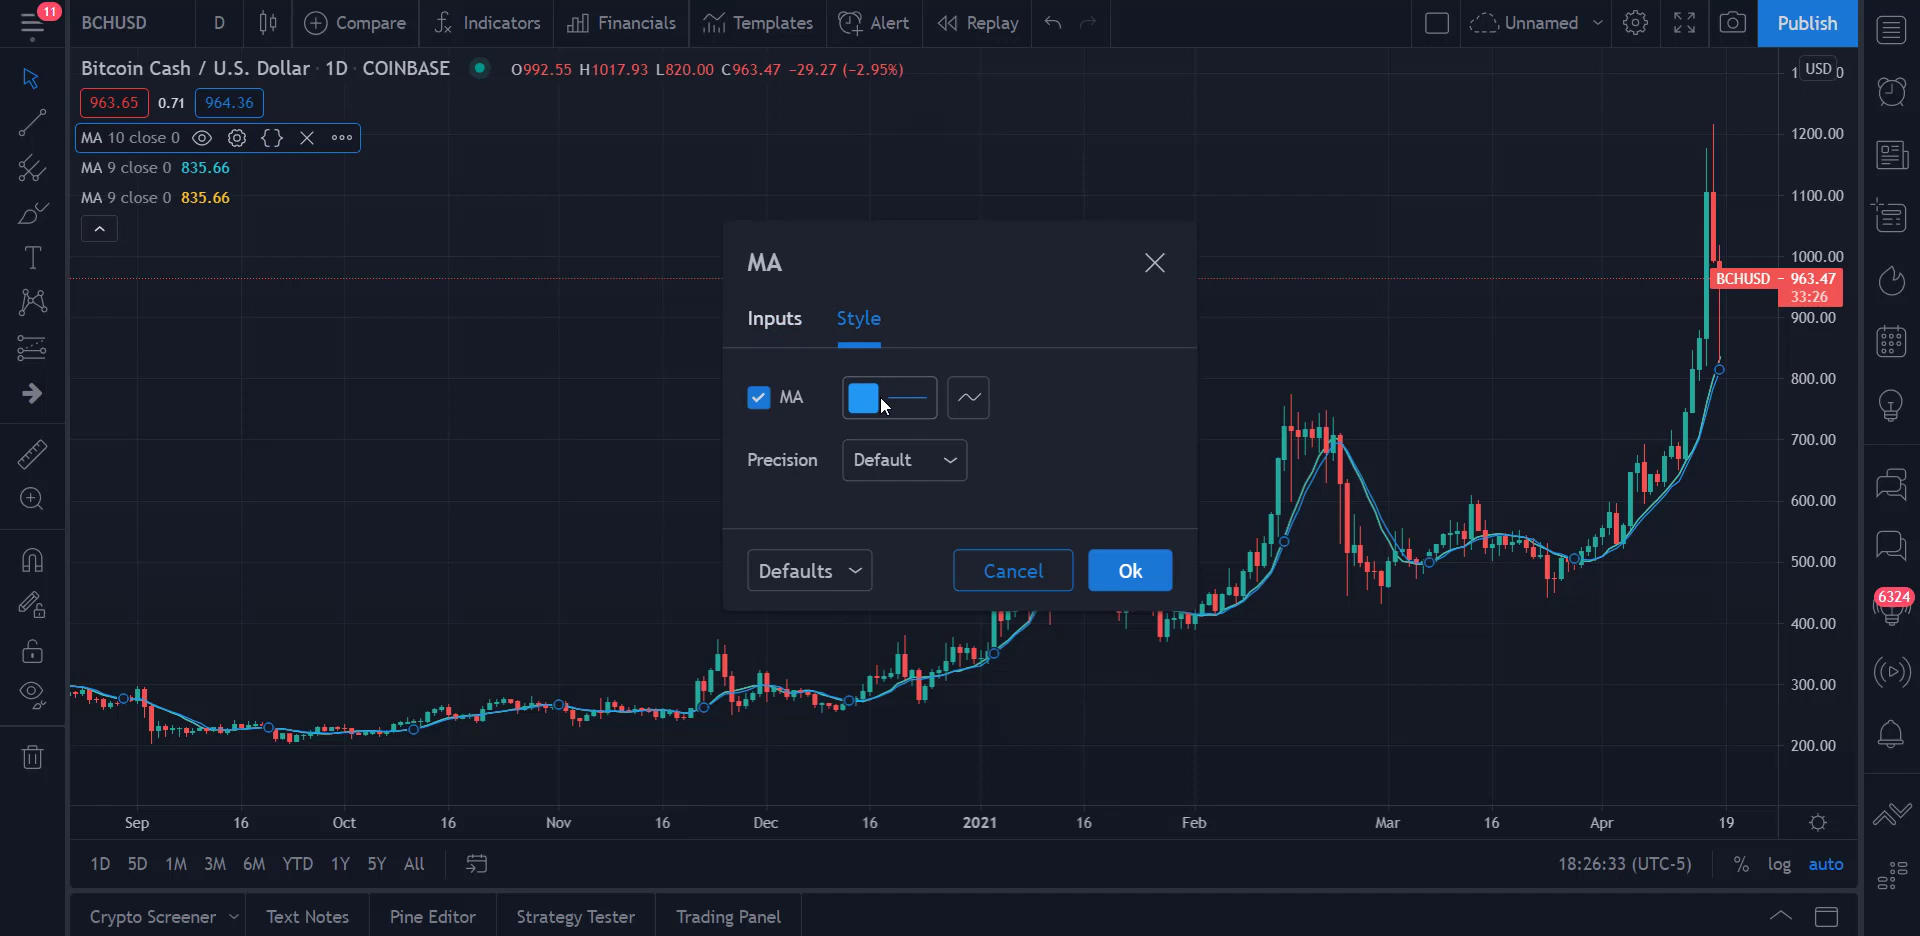 11
BCHUSD D Compare Indicators Financials Templates Alert Replay Unnamed Publish
Bitcoin Cash / U.S. Dollar · 1D · COINBASE O992.55 H1017.93 L820.00 C963.47 −29.27 (−2.95%)
USD
963.65 0.71 964.36
MA 10 close 0
MA 9 close 0 835.66
MA 9 close 0 835.66
1200.00
1100.00
1000.00
BCHUSD 963.47
33:26
900.00
800.00
700.00
600.00
500.00
400.00
300.00
200.00
MA
Inputs Style
MA
Precision Default
Defaults Cancel Ok
6324
Sep 16 Oct 16 Nov 16 Dec 16 2021 16 Feb Mar 16 Apr 19
1D 5D 1M 3M 6M YTD 1Y 5Y All 18:26:33 (UTC-5) % log auto
Crypto Screener Text Notes Pine Editor Strategy Tester Trading Panel